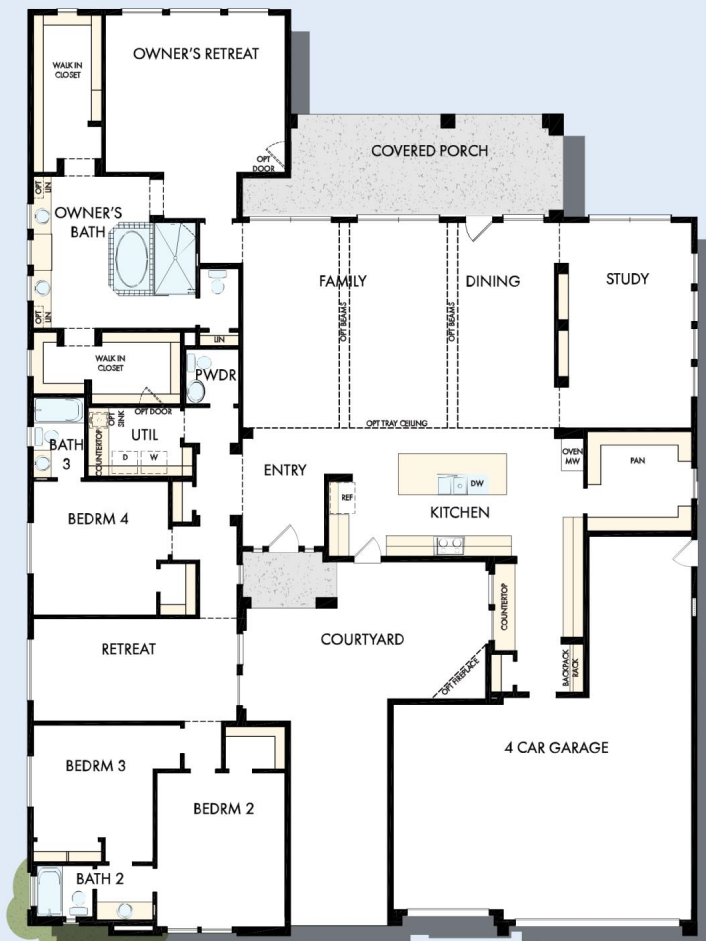 OWNER'S RETREAT
WALK IN
CLOSET
OPT
DOOR
COVERED PORCH
OPT
LIN
OWNER'S
BATH
OPT
LIN
FAMILY
DINING
STUDY
OPT BEAMS
OPT BEAMS
LIN
WALK IN
CLOSET
PWDR
OPT DOOR
OPT TRAY CEILING
BATH
3
COUNTERTOP
OPT
SINK
UTIL
D
W
ENTRY
OVEN
MW
PAN
REF
DW
KITCHEN
BEDRM 4
COURTYARD
COUNTERTOP
RETREAT
OPT FIREPLACE
BACKPACK
RACK
4 CAR GARAGE
BEDRM 3
BEDRM 2
BATH 2